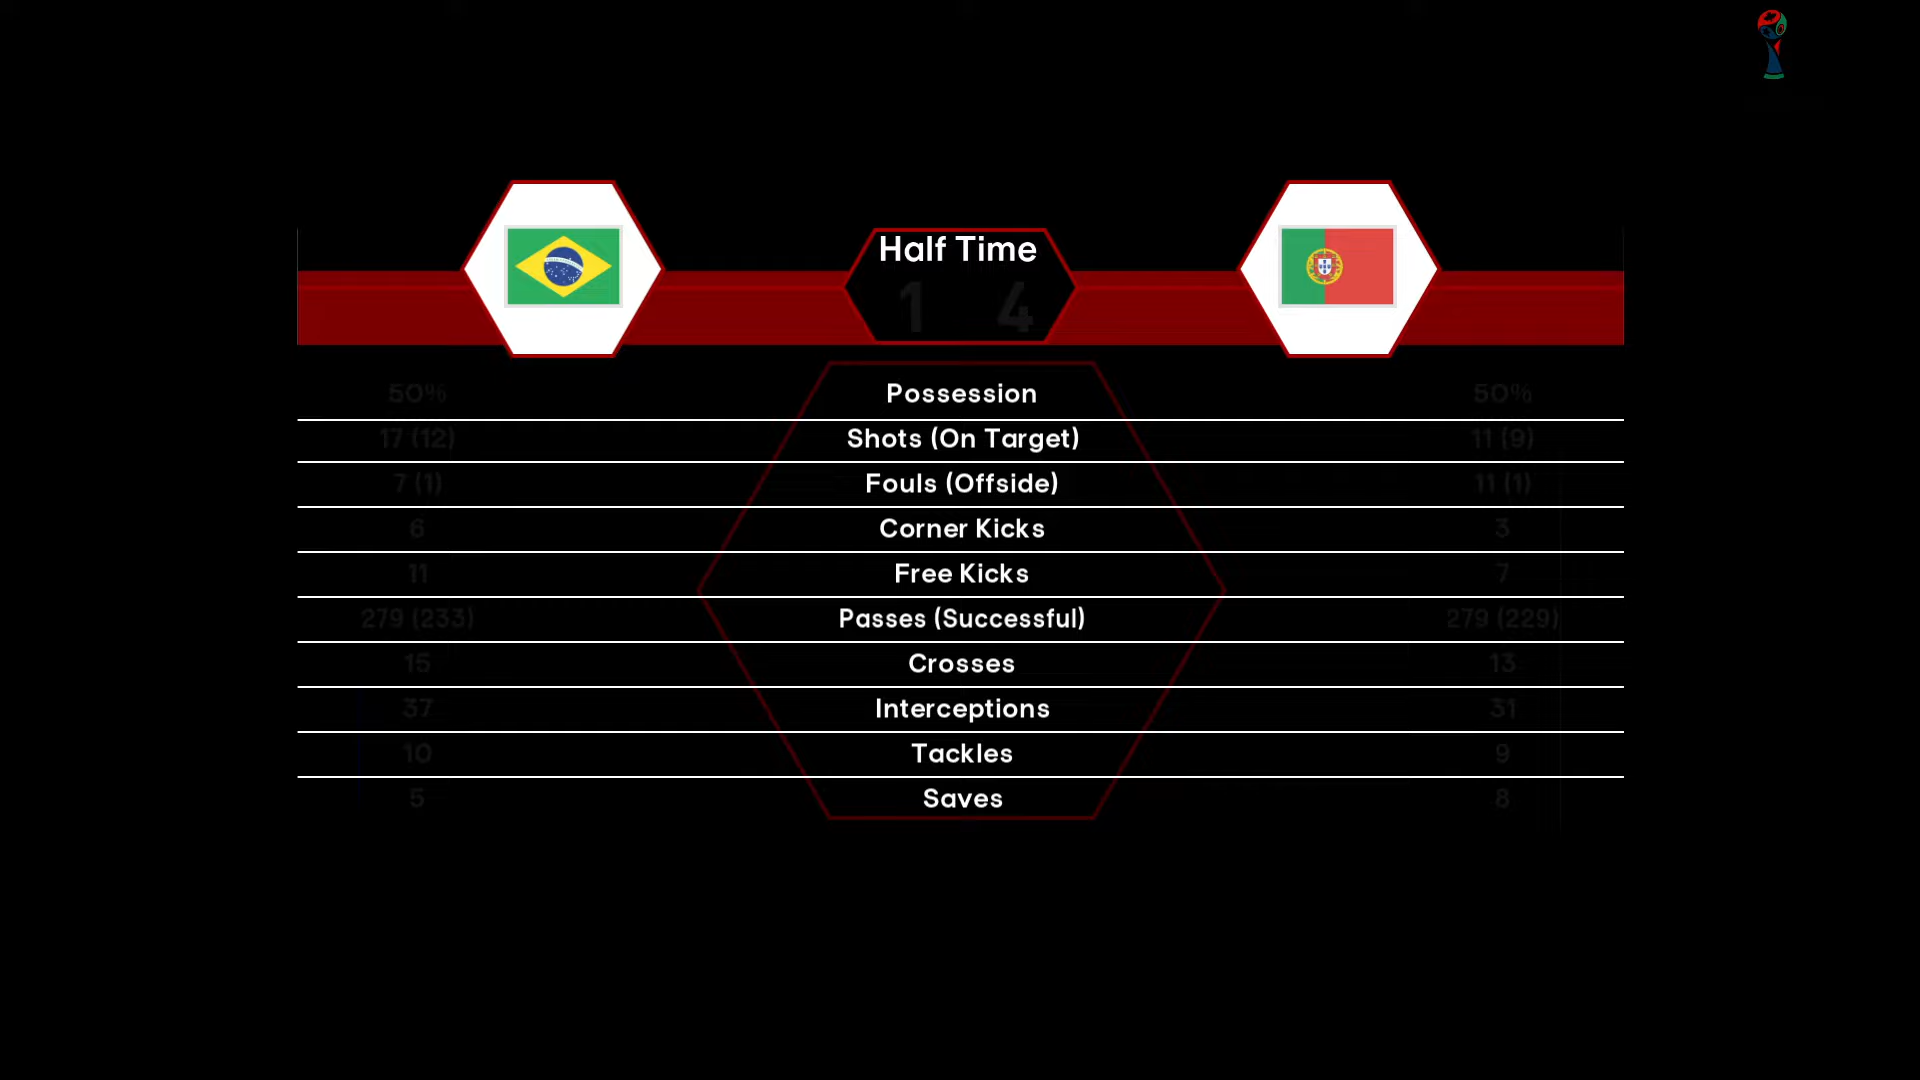 Half Time
1 4
50% Possession 50%
17 (12) Shots (On Target) 11 (9)
7 (1) Fouls (Offside) 11 (1)
6 Corner Kicks 3
11 Free Kicks 7
279 (233) Passes (Successful) 279 (229)
15 Crosses 13
37 Interceptions 31
10 Tackles 9
5 Saves 8